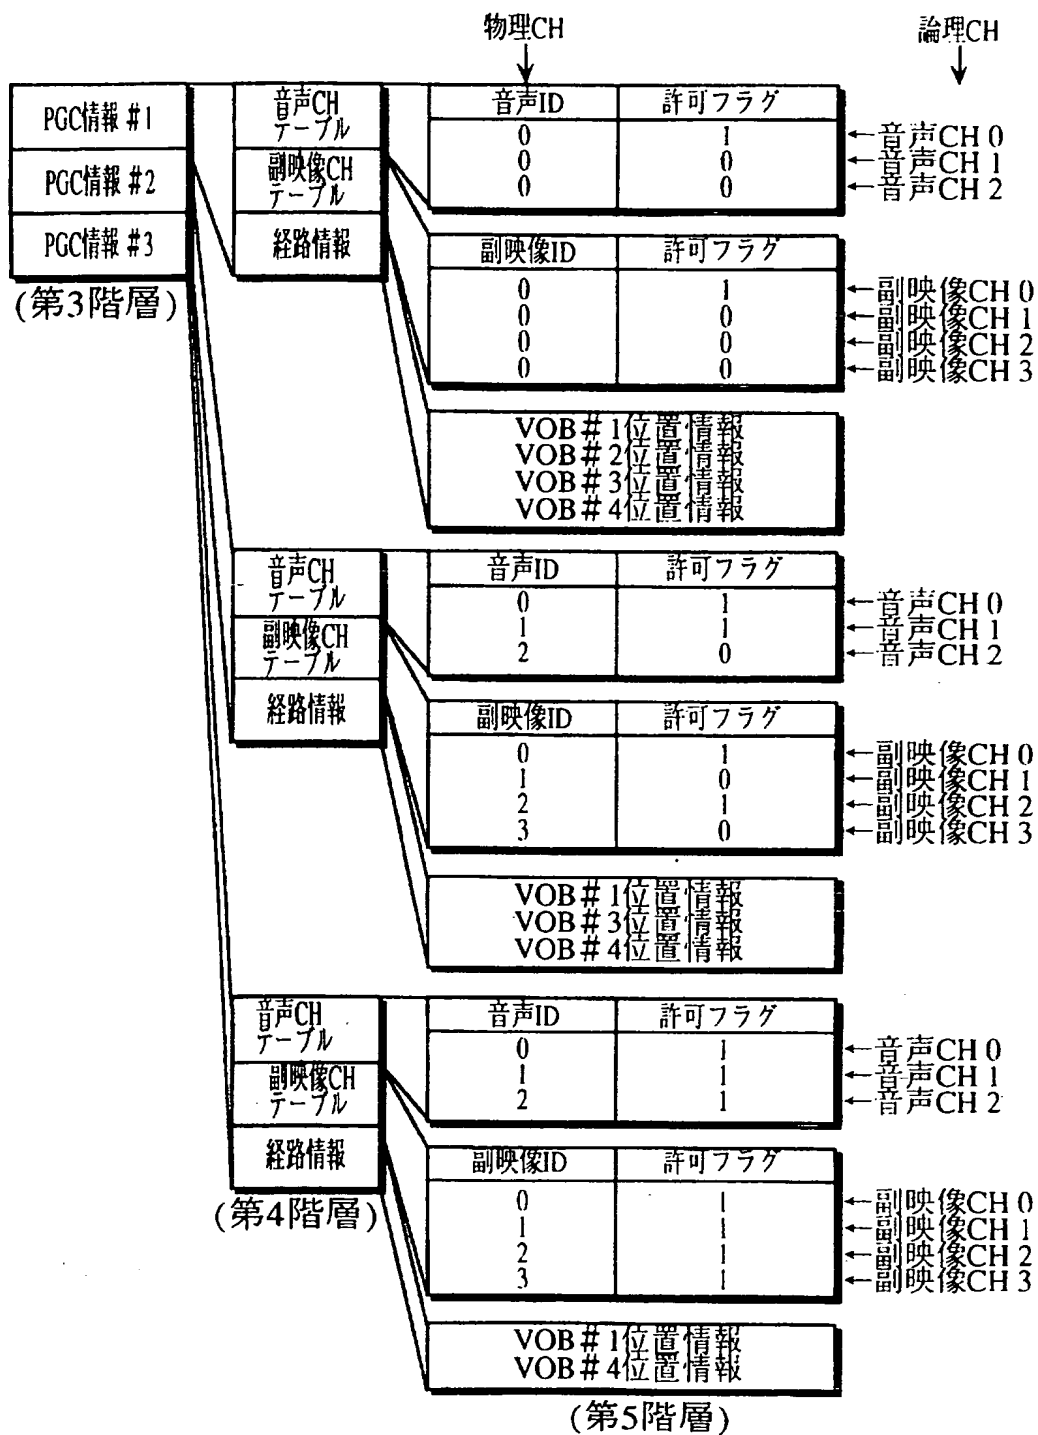 物理CH
論理CH
PGC情報 #1
PGC情報 #2
PGC情報 #3
(第3階層)
音声CH
テーブル
副映像CH
テーブル
経路情報
音声ID 許可フラグ
0 1 ←音声CH 0
0 0 ←音声CH 1
0 0 ←音声CH 2
副映像ID 許可フラグ
0 1 ←副映像CH 0
0 0 ←副映像CH 1
0 0 ←副映像CH 2
0 0 ←副映像CH 3
VOB#1位置情報
VOB#2位置情報
VOB#3位置情報
VOB#4位置情報
音声CH
テーブル
副映像CH
テーブル
経路情報
音声ID 許可フラグ
0 1 ←音声CH 0
1 1 ←音声CH 1
2 0 ←音声CH 2
副映像ID 許可フラグ
0 1 ←副映像CH 0
1 0 ←副映像CH 1
2 1 ←副映像CH 2
3 0 ←副映像CH 3
VOB#1位置情報
VOB#3位置情報
VOB#4位置情報
音声CH
テーブル
副映像CH
テーブル
経路情報
(第4階層)
音声ID 許可フラグ
0 1 ←音声CH 0
1 1 ←音声CH 1
2 1 ←音声CH 2
副映像ID 許可フラグ
0 1 ←副映像CH 0
1 1 ←副映像CH 1
2 1 ←副映像CH 2
3 1 ←副映像CH 3
VOB#1位置情報
VOB#4位置情報
(第5階層)